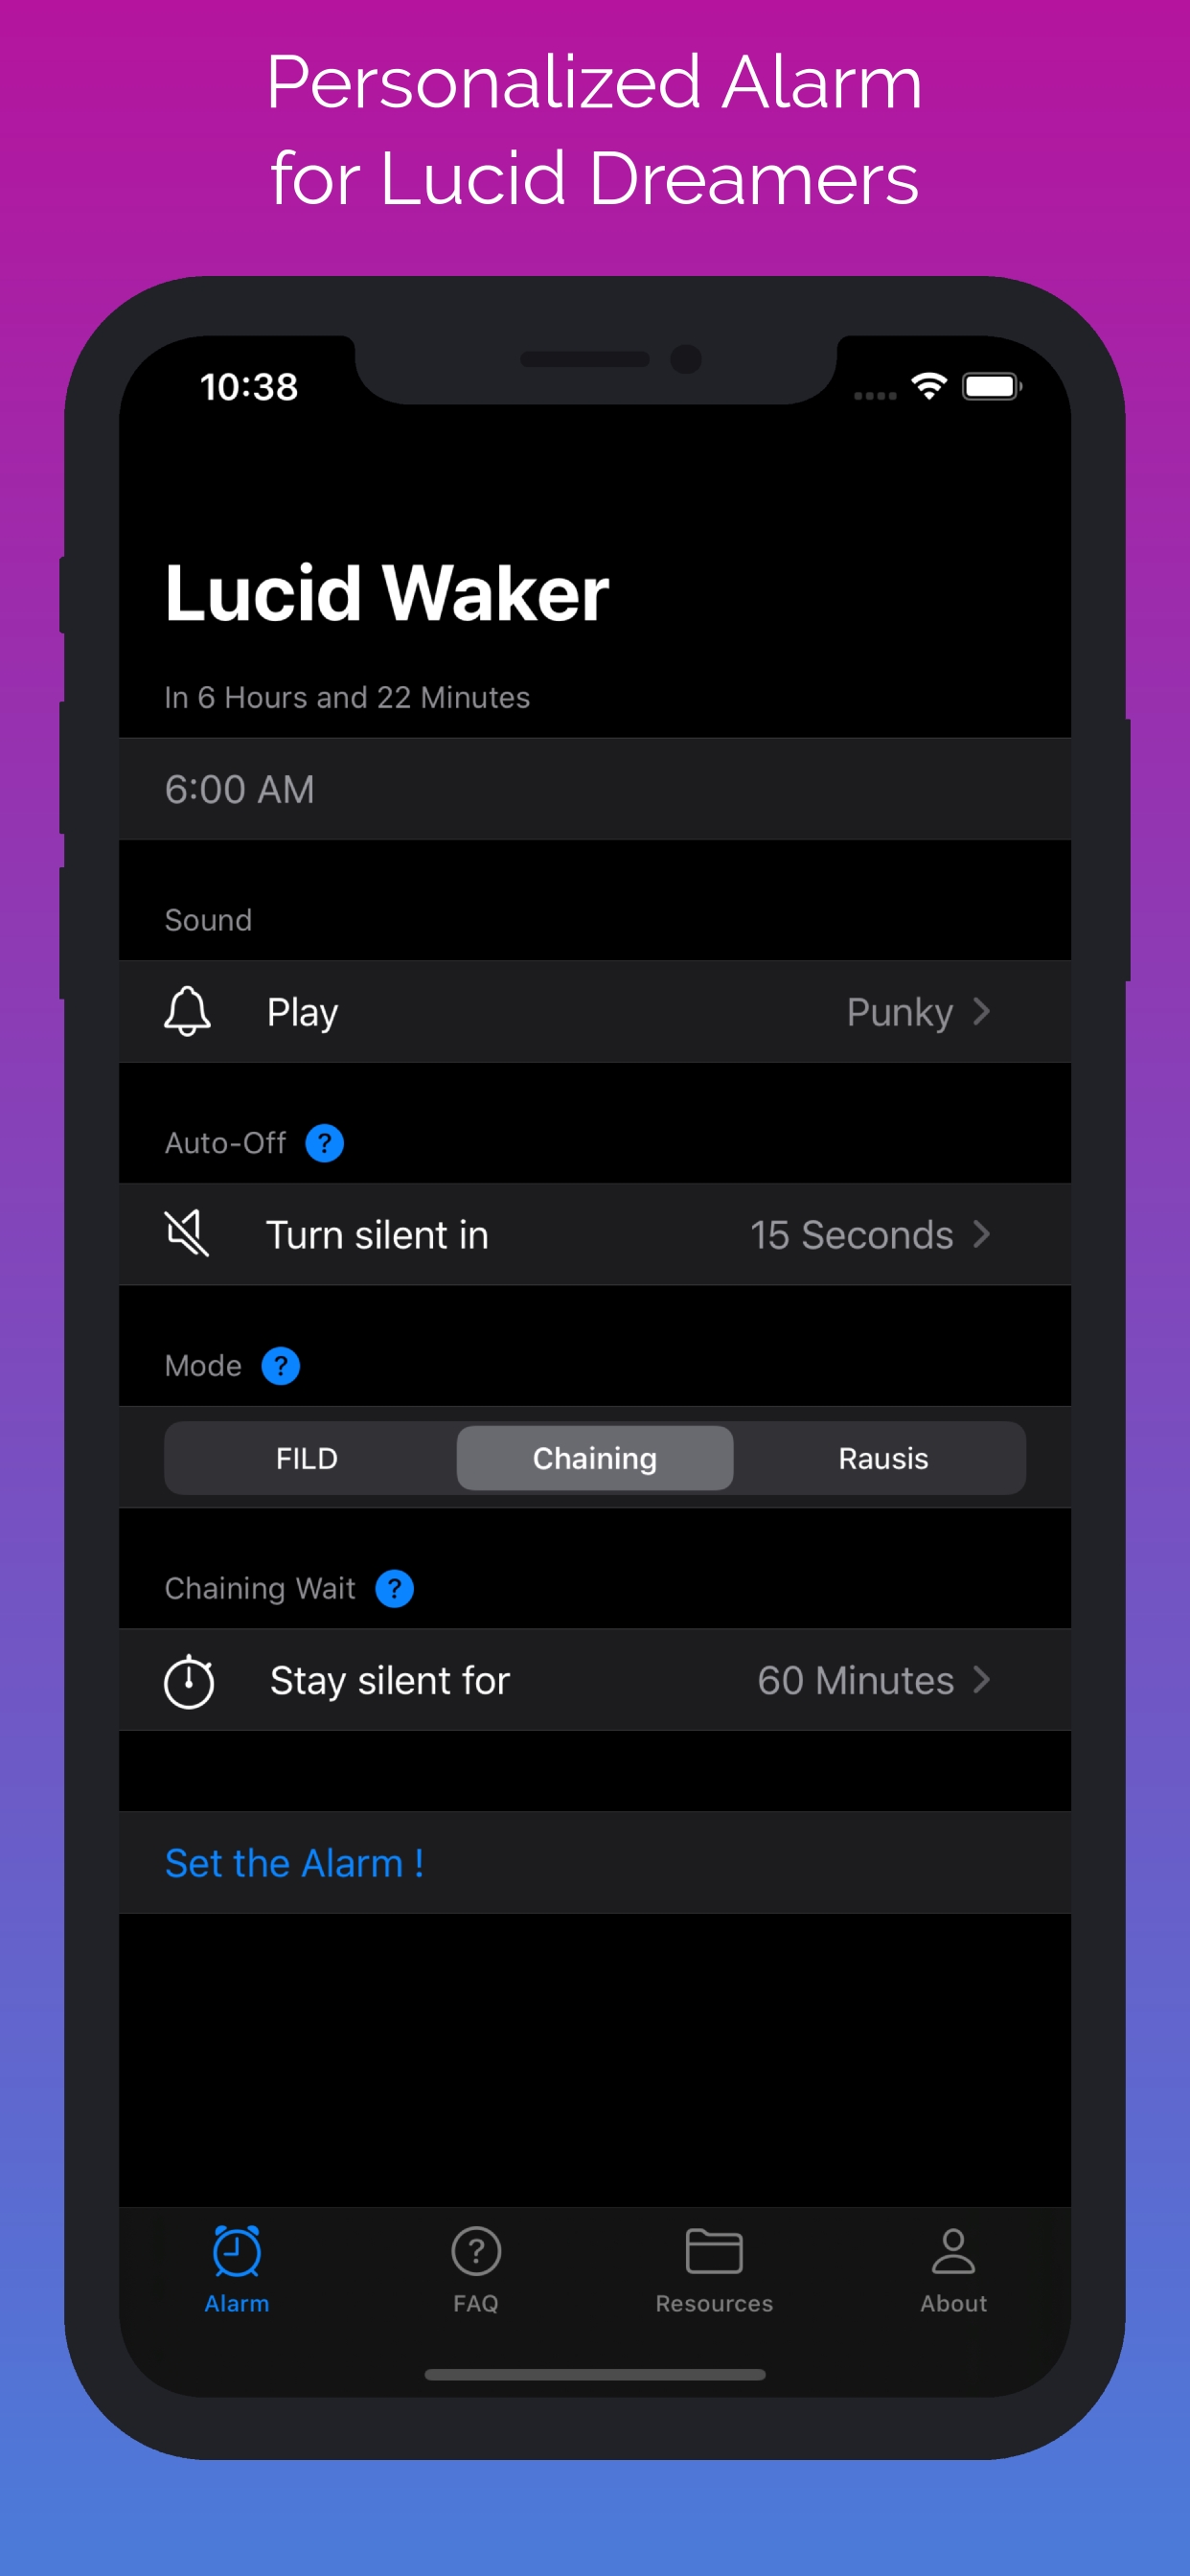 Personalized Alarm
for Lucid Dreamers
10:38
Lucid Waker
In 6 Hours and 22 Minutes
6:00 AM
Sound
Play Punky
Auto-Off ?
Turn silent in 15 Seconds
Mode ?
FILD Chaining Rausis
Chaining Wait ?
Stay silent for 60 Minutes
Set the Alarm !
?
Alarm FAQ Resources About